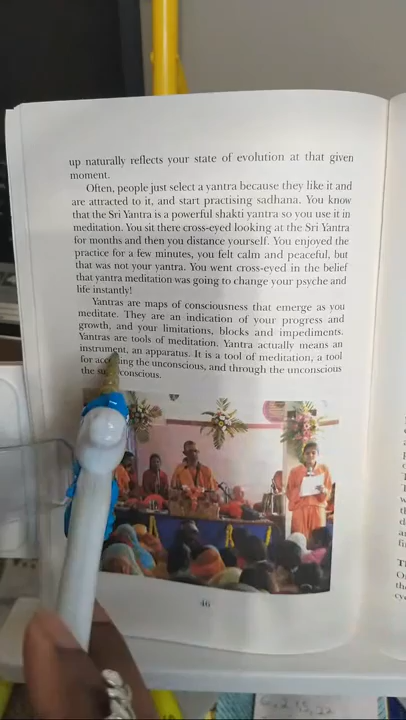 up naturally reflects your state of evolution at that given
moment.
Often, people just select a yantra because they like it and
are attracted to it, and start practising sadhana. You know
that the Sri Yantra is a powerful shakti yantra so you use it in
meditation. You sit there cross-eyed looking at the Sri Yantra
for months and then you distance yourself. You enjoyed the
practice for a few minutes, you felt calm and peaceful, but
that was not your yantra. You went cross-eyed in the belief
that yantra meditation was going to change your psyche and
life instantly!
Yantras are maps of consciousness that emerge as you
meditate. They are an indication of your progress and
growth, and your limitations, blocks and impediments.
Yantras are tools of meditation. Yantra actually means an
instrument, an apparatus. It is a tool of meditation, a tool
for the unconscious, and through the unconscious
the
46